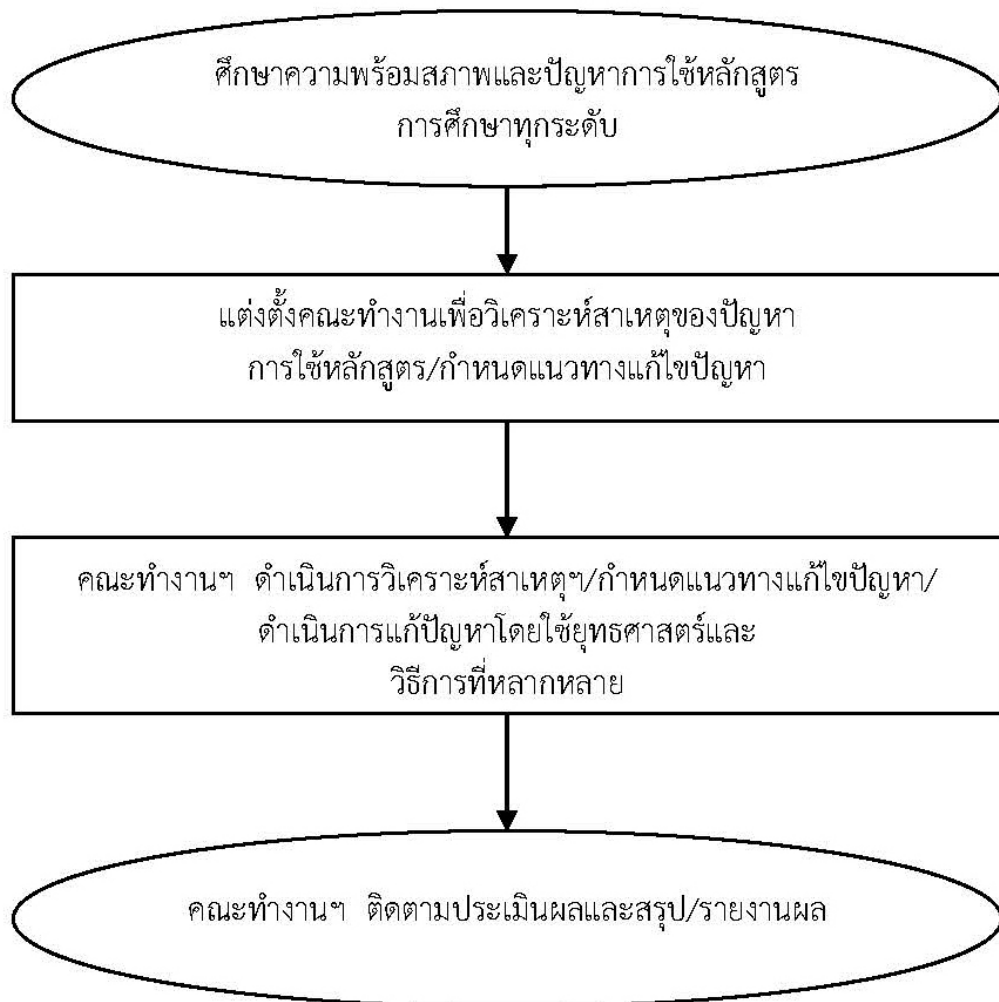 ศึกษาความพร้อมสภาพและปัญหาการใช้หลักสูตร
การศึกษาทุกระดับ
แต่งตั้งคณะทำงานเพื่อวิเคราะห์สาเหตุของปัญหา
การใช้หลักสูตร/กำหนดแนวทางแก้ไขปัญหา
คณะทำงานฯ ดำเนินการวิเคราะห์สาเหตุฯ/กำหนดแนวทางแก้ไขปัญหา/
ดำเนินการแก้ปัญหาโดยใช้ยุทธศาสตร์และ
วิธีการที่หลากหลาย
คณะทำงานฯ ติดตามประเมินผลและสรุป/รายงานผล